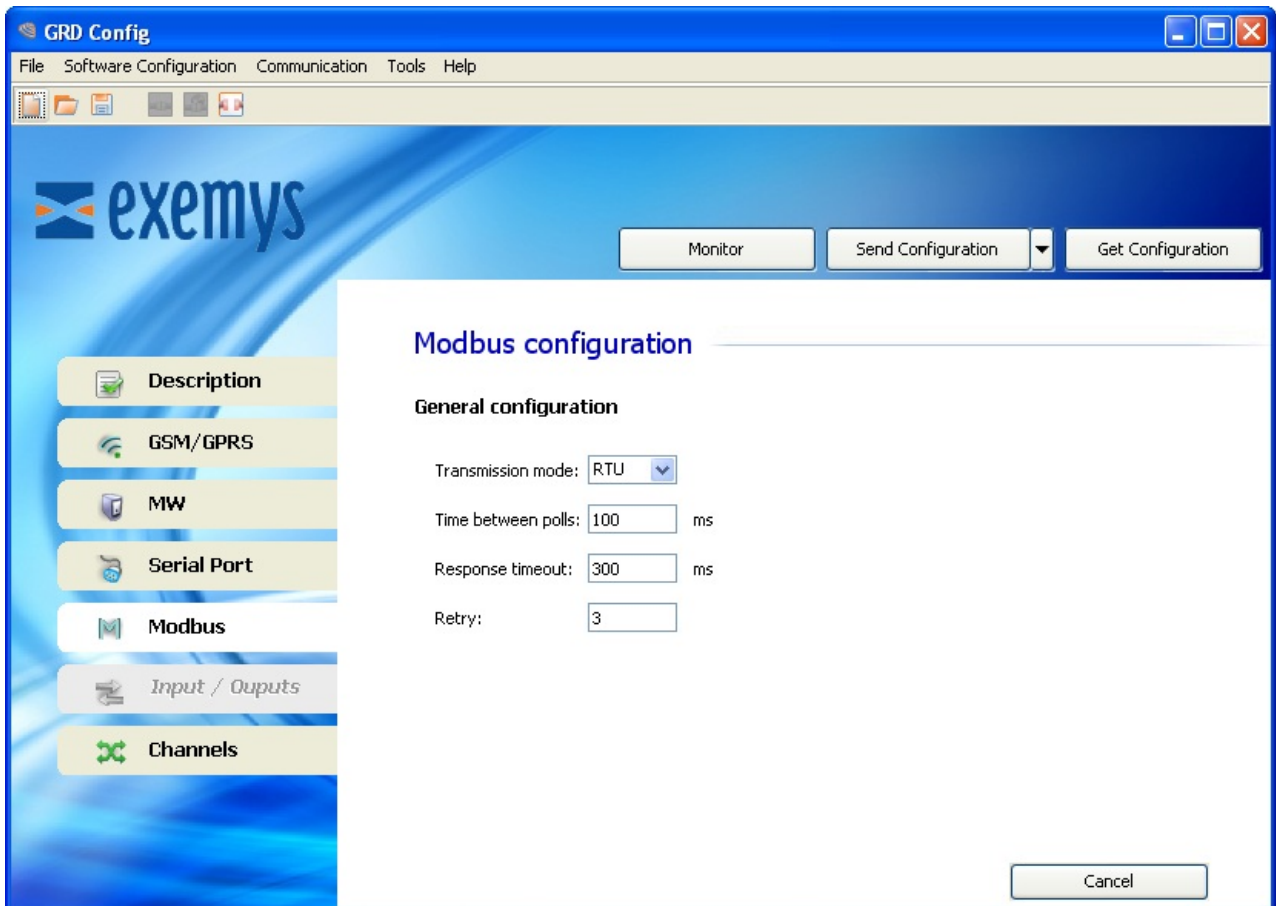 GRD Config
File Software Configuration Communication Tools Help
exemys
Monitor Send Configuration Get Configuration
Modbus configuration
Description
General configuration
GSM/GPRS
Transmission mode: RTU
MW
Time between polls: 100 ms
Serial Port
Response timeout: 300 ms
Modbus
Retry: 3
Input / Ouputs
Channels
Cancel